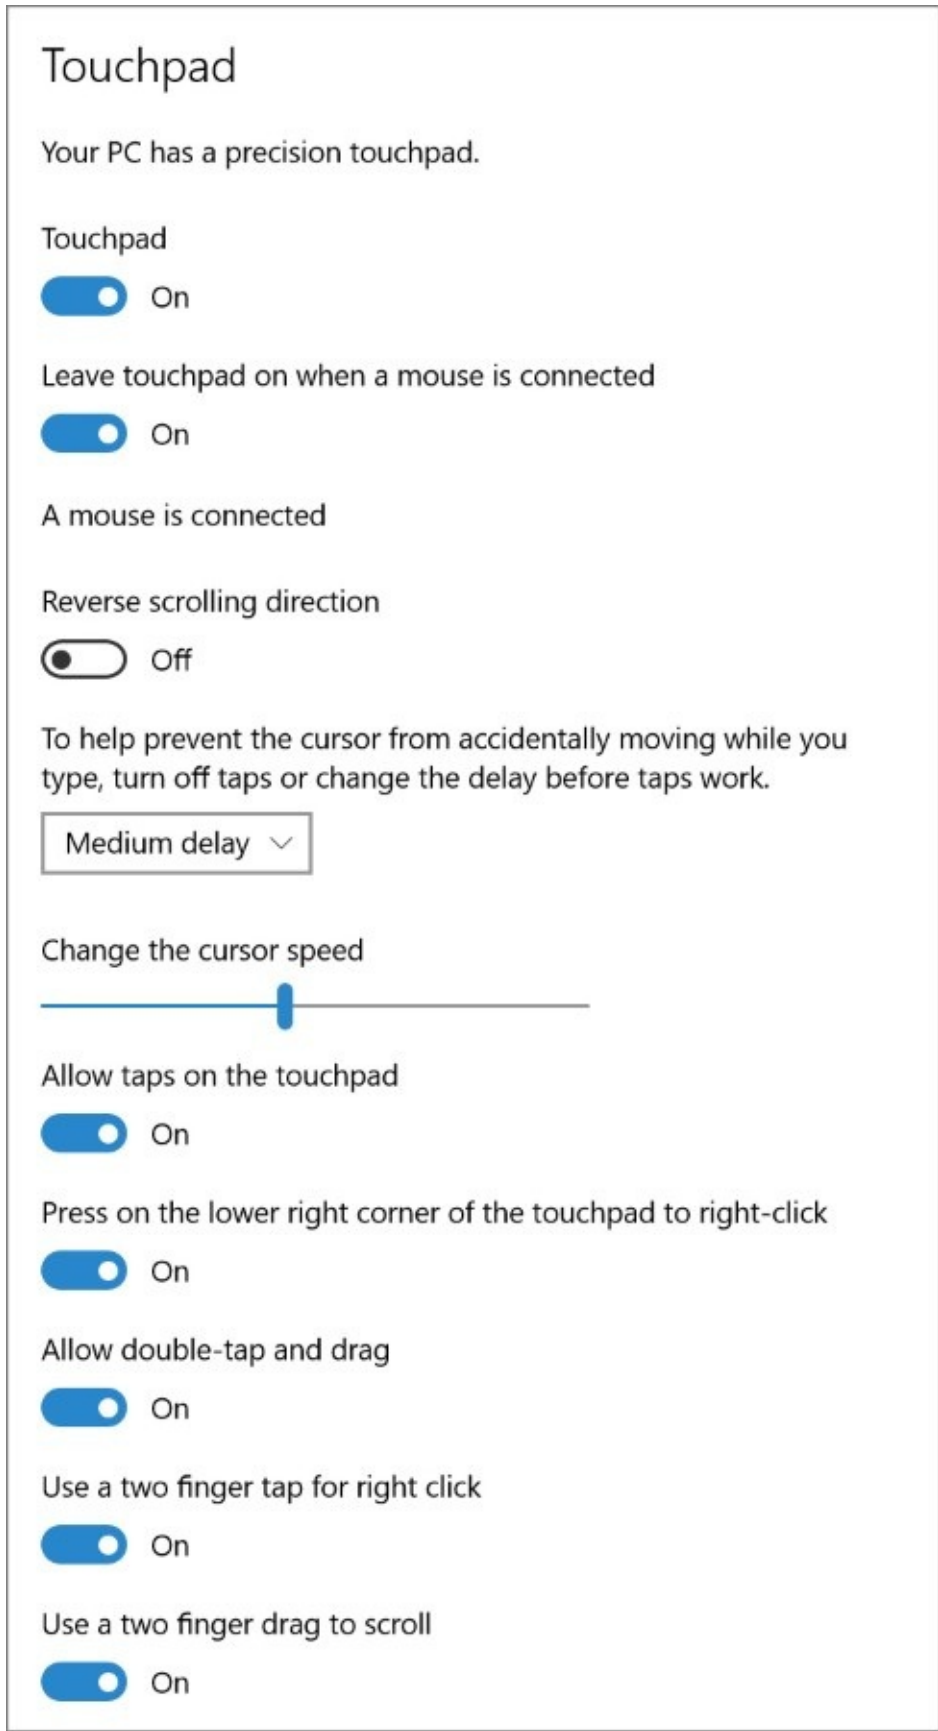 Touchpad
Your PC has a precision touchpad.
Touchpad
On
Leave touchpad on when a mouse is connected
On
A mouse is connected
Reverse scrolling direction
Off
To help prevent the cursor from accidentally moving while you
type, turn off taps or change the delay before taps work.
Medium delay
Change the cursor speed
Allow taps on the touchpad
On
Press on the lower right corner of the touchpad to right-click
On
Allow double-tap and drag
On
Use a two finger tap for right click
On
Use a two finger drag to scroll
On